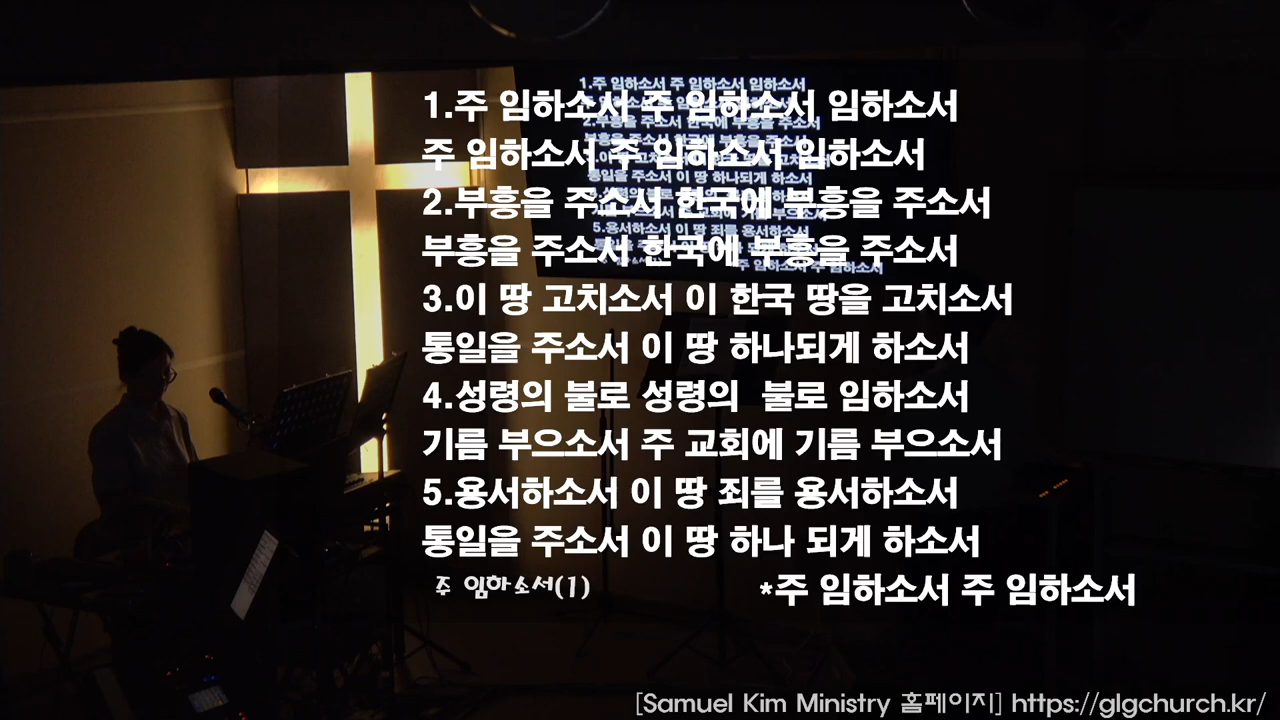 1.주 임하소서 주 임하소서 임하소서
주 임하소서 주 임하소서 임하소서
2.부흥을 주소서 한국에 부흥을 주소서
부흥을 주소서 한국에 부흥을 주소서
3.이 땅 고치소서 이 한국 땅을 고치소서
통일을 주소서 이 땅 하나되게 하소서
4.성령의 불로 성령의  불로 임하소서
기름 부으소서 주 교회에 기름 부으소서
5.용서하소서 이 땅 죄를 용서하소서
통일을 주소서 이 땅 하나 되게 하소서
주 임하소서(1)
*주 임하소서 주 임하소서
[Samuel Kim Ministry 홈페이지] https://glgchurch.kr/